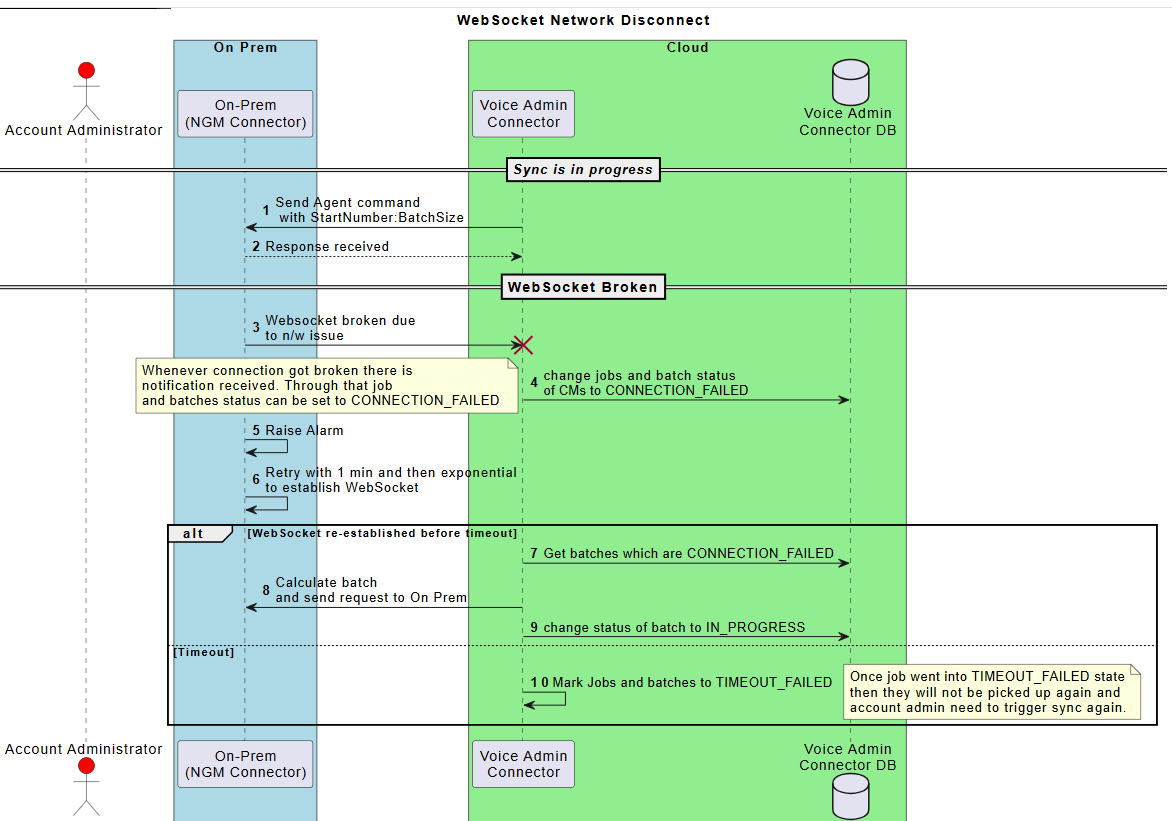 WebSocket Network Disconnect
On Prem
Cloud
Account Administrator
On-Prem
(NGM Connector)
Voice Admin
Connector
Voice Admin
Connector DB
Sync is in progress
1 Send Agent command
with StartNumber:BatchSize
2 Response received
WebSocket Broken
3 Websocket broken due
to n/w issue
Whenever connection got broken there is
notification received. Through that job
and batches status can be set to CONNECTION_FAILED
4 change jobs and batch status
of CMs to CONNECTION_FAILED
5 Raise Alarm
6 Retry with 1 min and then exponential
to establish WebSocket
alt
[WebSocket re-established before timeout]
7 Get batches which are CONNECTION_FAILED
8 Calculate batch
and send request to On Prem
9 change status of batch to IN_PROGRESS
[Timeout]
10 Mark Jobs and batches to TIMEOUT_FAILED
Once job went into TIMEOUT_FAILED state
then they will not be picked up again and
account admin need to trigger sync again.
Account Administrator
On-Prem
(NGM Connector)
Voice Admin
Connector
Voice Admin
Connector DB